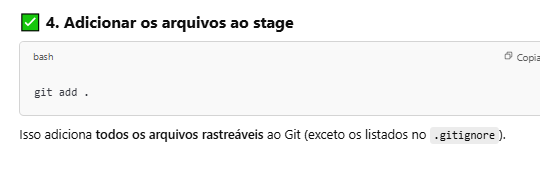 ✅ 4. Adicionar os arquivos ao stage
bash
Copia
git add .
Isso adiciona todos os arquivos rastreáveis ao Git (exceto os listados no .gitignore).